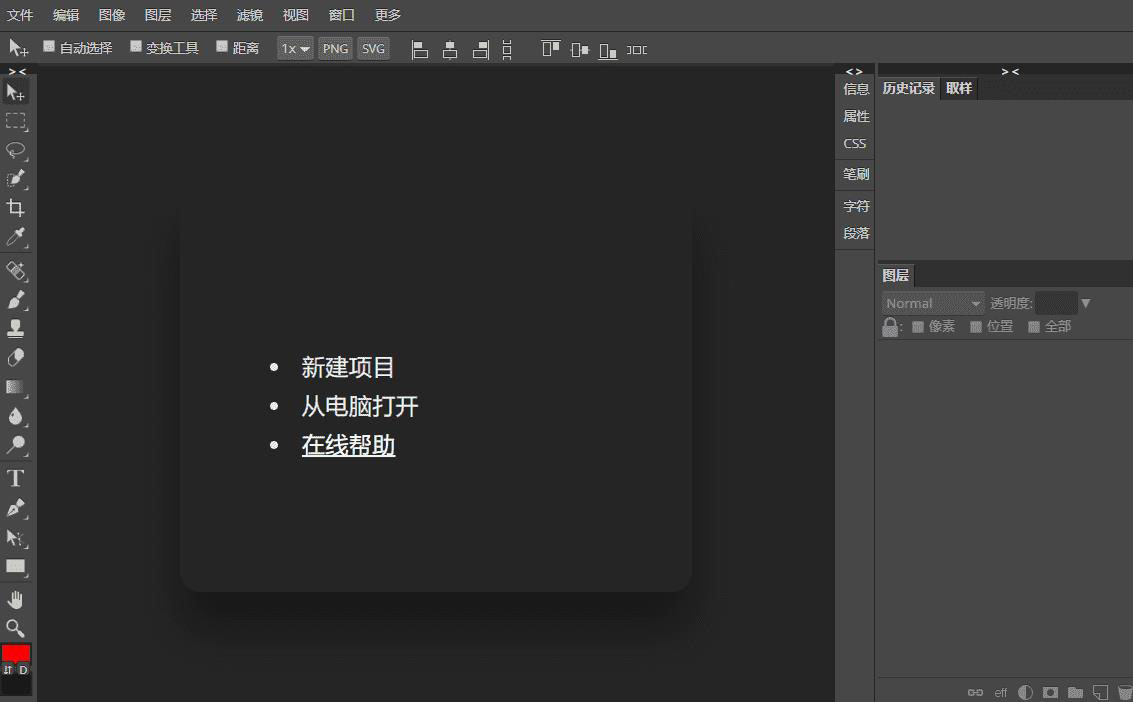 文件 编辑 图像 图层 选择 滤镜 视图 窗口 更多
自动选择 变换工具 距离 1x PNG SVG
> < < > > <
信息
属性
CSS
笔刷
字符
段落
历史记录 取样
新建项目
从电脑打开
在线帮助
图层
Normal 透明度:
: 像素 位置 全部
T
D
eff